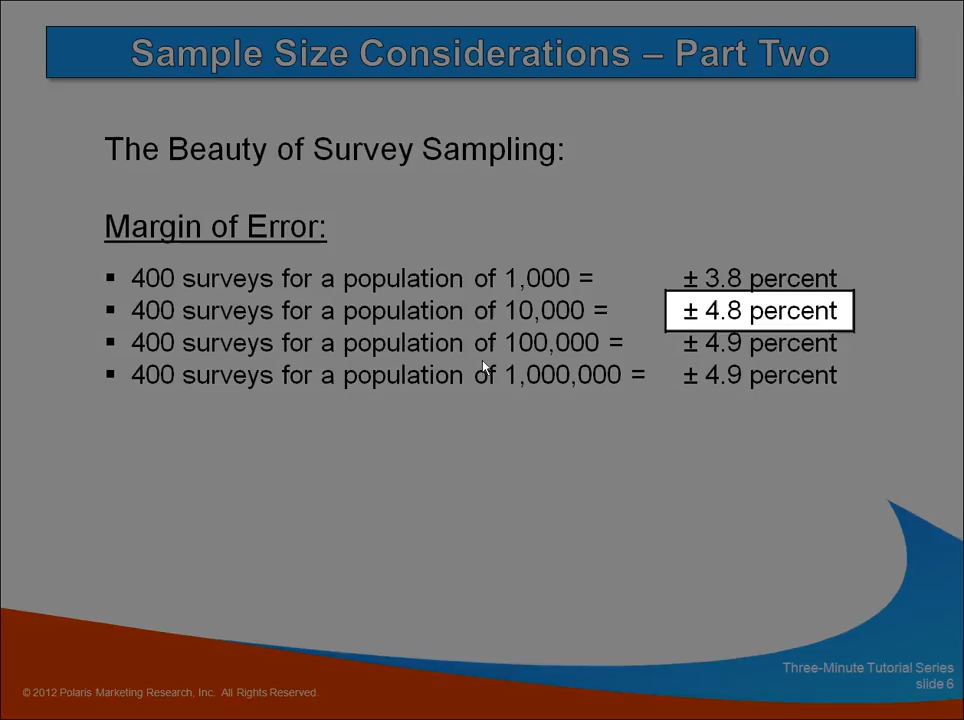 Sample Size Considerations – Part Two
The Beauty of Survey Sampling:
Margin of Error:
▪ 400 surveys for a population of 1,000 = ± 3.8 percent
▪ 400 surveys for a population of 10,000 = ± 4.8 percent
▪ 400 surveys for a population of 100,000 = ± 4.9 percent
▪ 400 surveys for a population of 1,000,000 = ± 4.9 percent
Three-Minute Tutorial Series
slide 6
© 2012 Polaris Marketing Research, Inc. All Rights Reserved.